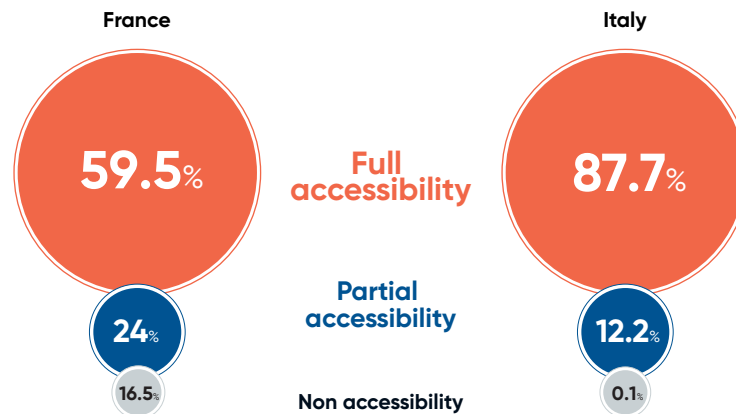 France
Italy
59.5%
Full
accessibility
87.7%
Partial
accessibility
24%
12.2%
16.5%
Non accessibility
0.1%